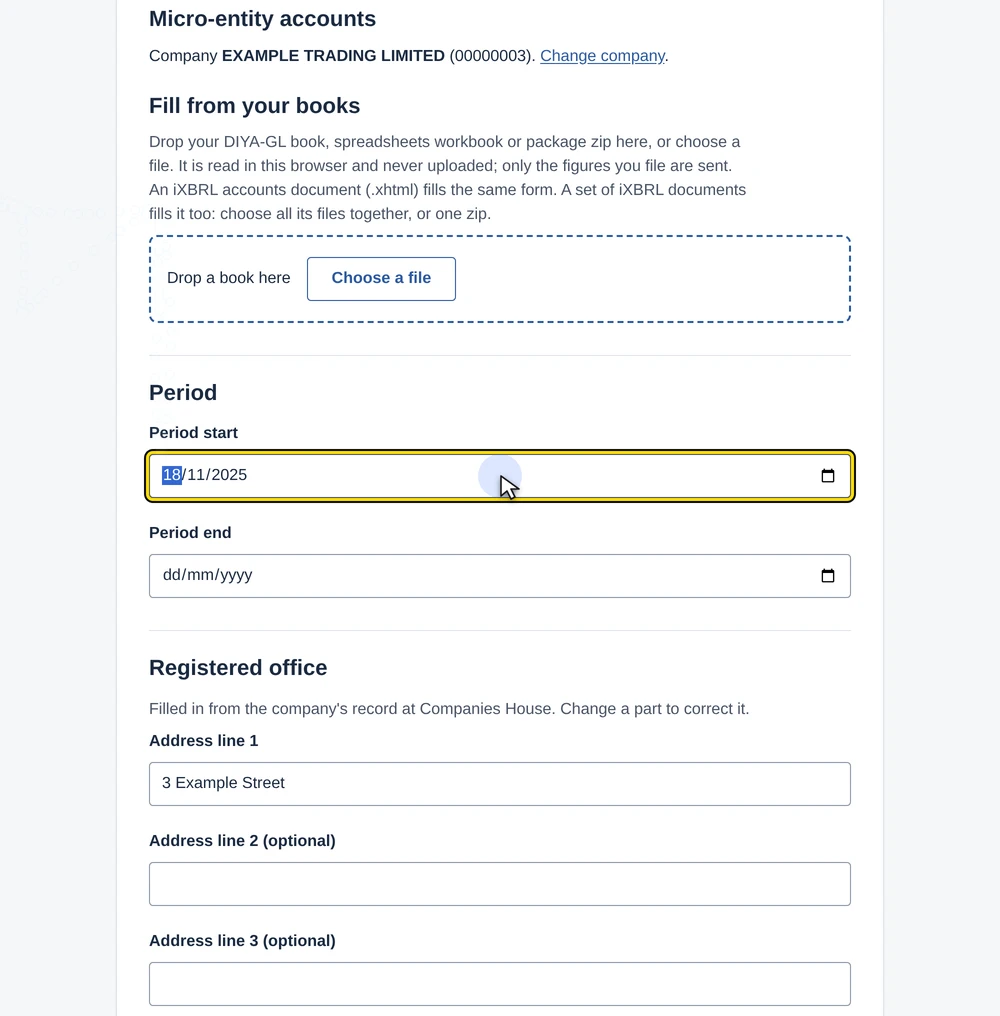 Micro-entity accounts
Company EXAMPLE TRADING LIMITED (00000003). Change company.
Fill from your books
Drop your DIYA-GL book, spreadsheets workbook or package zip here, or choose a
file. It is read in this browser and never uploaded; only the figures you file are sent.
An iXBRL accounts document (.xhtml) fills the same form. A set of iXBRL documents
fills it too: choose all its files together, or one zip.
Drop a book here
Choose a file
Period
Period start
18/11/2025
Period end
dd/mm/yyyy
Registered office
Filled in from the company's record at Companies House. Change a part to correct it.
Address line 1
3 Example Street
Address line 2 (optional)
Address line 3 (optional)